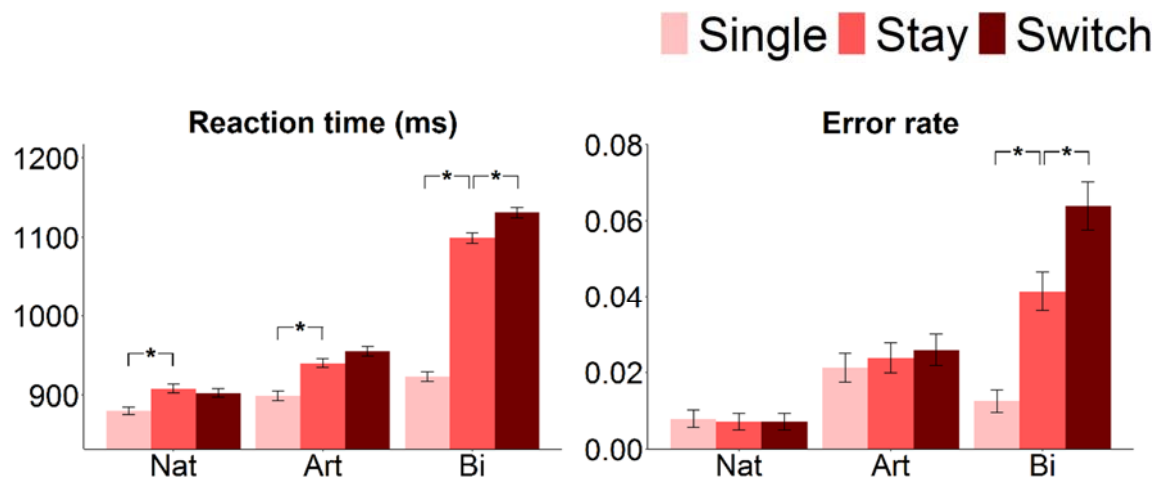 Single Stay Switch
Reaction time (ms)
1200
1100
1000
900
* * * *
Nat Art Bi
Error rate
0.08
0.06
0.04
0.02
0.00
* *
Nat Art Bi